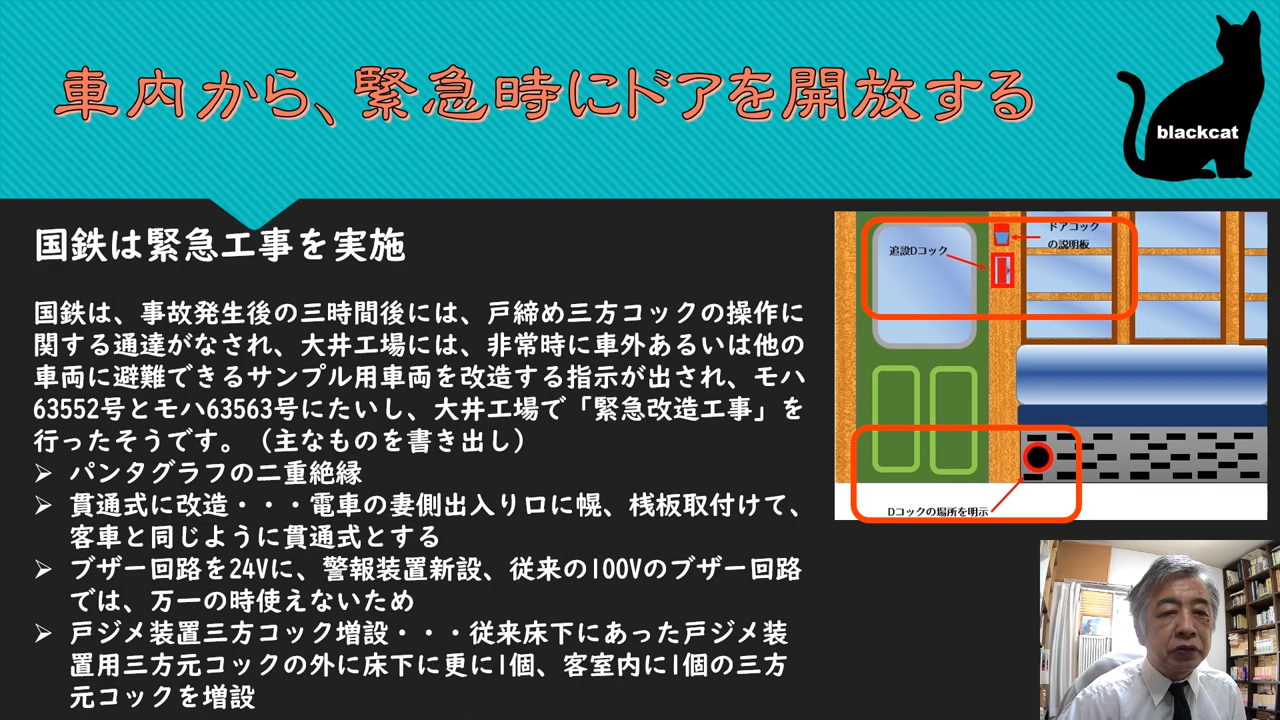 車内から、緊急時にドアを開放する
blackcat
国鉄は緊急工事を実施
国鉄は、事故発生後の三時間後には、戸締め三方コックの操作に
関する通達がなされ、大井工場には、非常時に車外あるいは他の
車両に避難できるサンプル用車両を改造する指示が出され、モハ
63552号とモハ63563号にたいし、大井工場で「緊急改造工事」を
行ったそうです。（主なものを書き出し）
➢ パンタグラフの二重絶縁
➢ 貫通式に改造・・・電車の妻側出入り口に幌、桟板取付けて、
客車と同じように貫通式とする
➢ ブザー回路を24Vに、警報装置新設、従来の100Vのブザー回路
では、万一の時使えないため
➢ 戸ジメ装置三方コック増設・・・従来床下にあった戸ジメ装
置用三方元コックの外に床下に更に1個、客室内に1個の三方
元コックを増設
ドアコック
の説明板
追設Dコック
Dコックの場所を明示